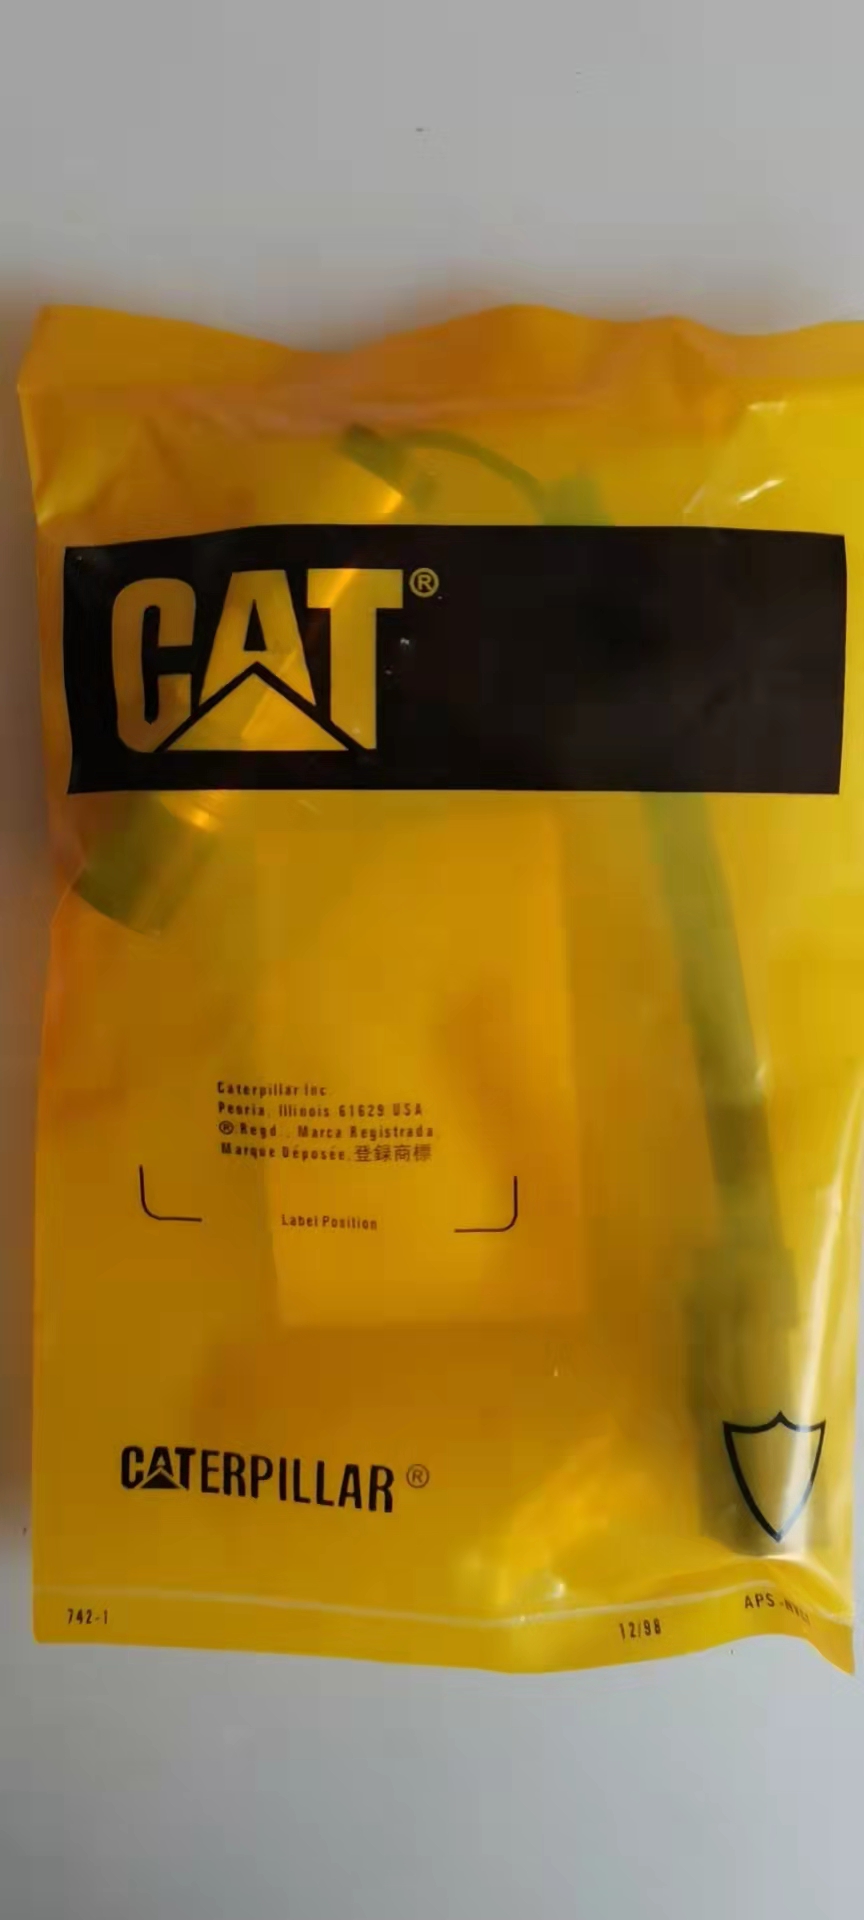 CAT®
Caterpillar Inc.
Peoria, Illinois 61629 USA
® Regd., Marca Registrada,
Marque Déposée, 登録商標
Label Position
CATERPILLAR®
742-1
12/98
APS-